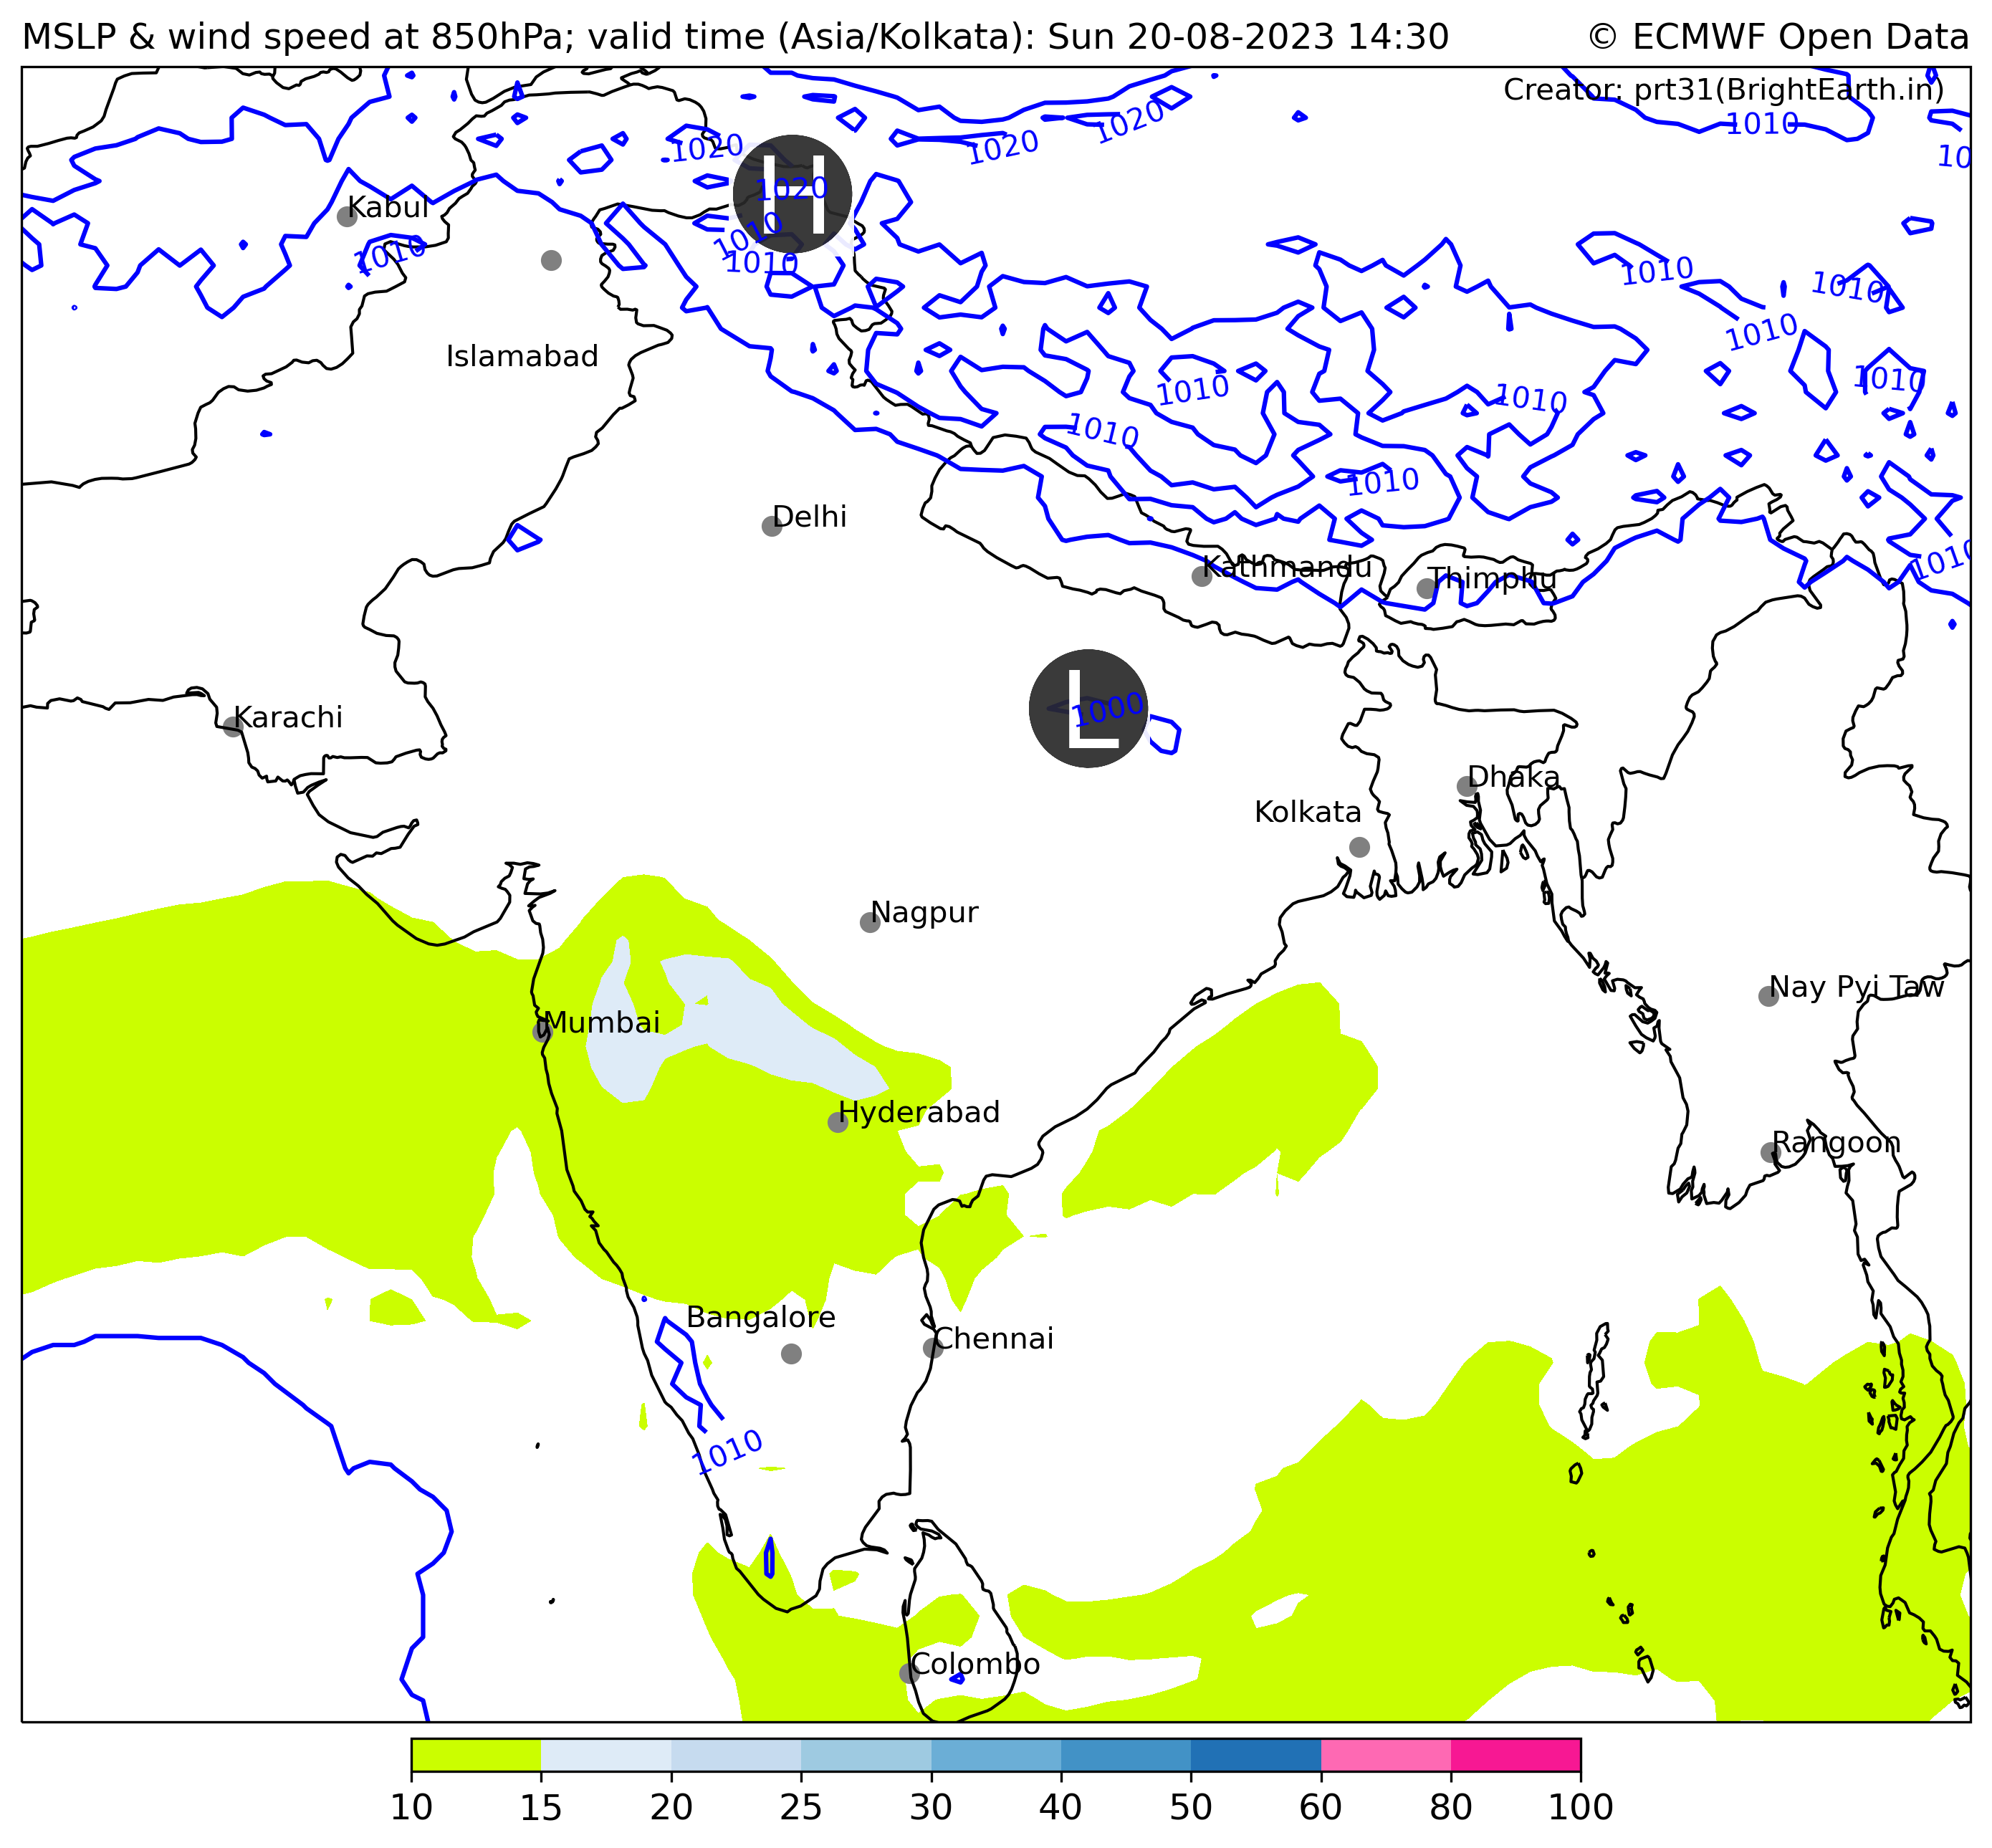 MSLP & wind speed at 850hPa; valid time (Asia/Kolkata): Sun 20-08-2023 14:30
© ECMWF Open Data
Creator: prt31(BrightEarth.in)
1010
1020
1020
1020
10
H
1020
Kabul
1010
1010
1010
1010
1010
1010
Islamabad
1010
1010
1010
1010
1010
1010
Delhi
1010
Kathmandu
Thimphu
L
1000
Karachi
Dhaka
Kolkata
Nagpur
Nay Pyi Taw
Mumbai
Hyderabad
Rangoon
Bangalore
Chennai
1010
Colombo
10 15 20 25 30 40 50 60 80 100